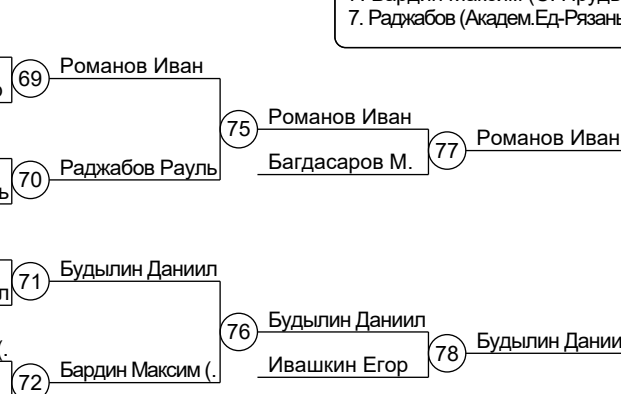 7. Раджабов (Академ.Ед-Рязань
69
Романов Иван
75
Романов Иван
77
Романов Иван
70
Раджабов Рауль
Багдасаров М.
71
Будылин Даниил
76
Будылин Даниил
78
Будылин Дании
72
Бардин Максим (.
Ивашкин Егор